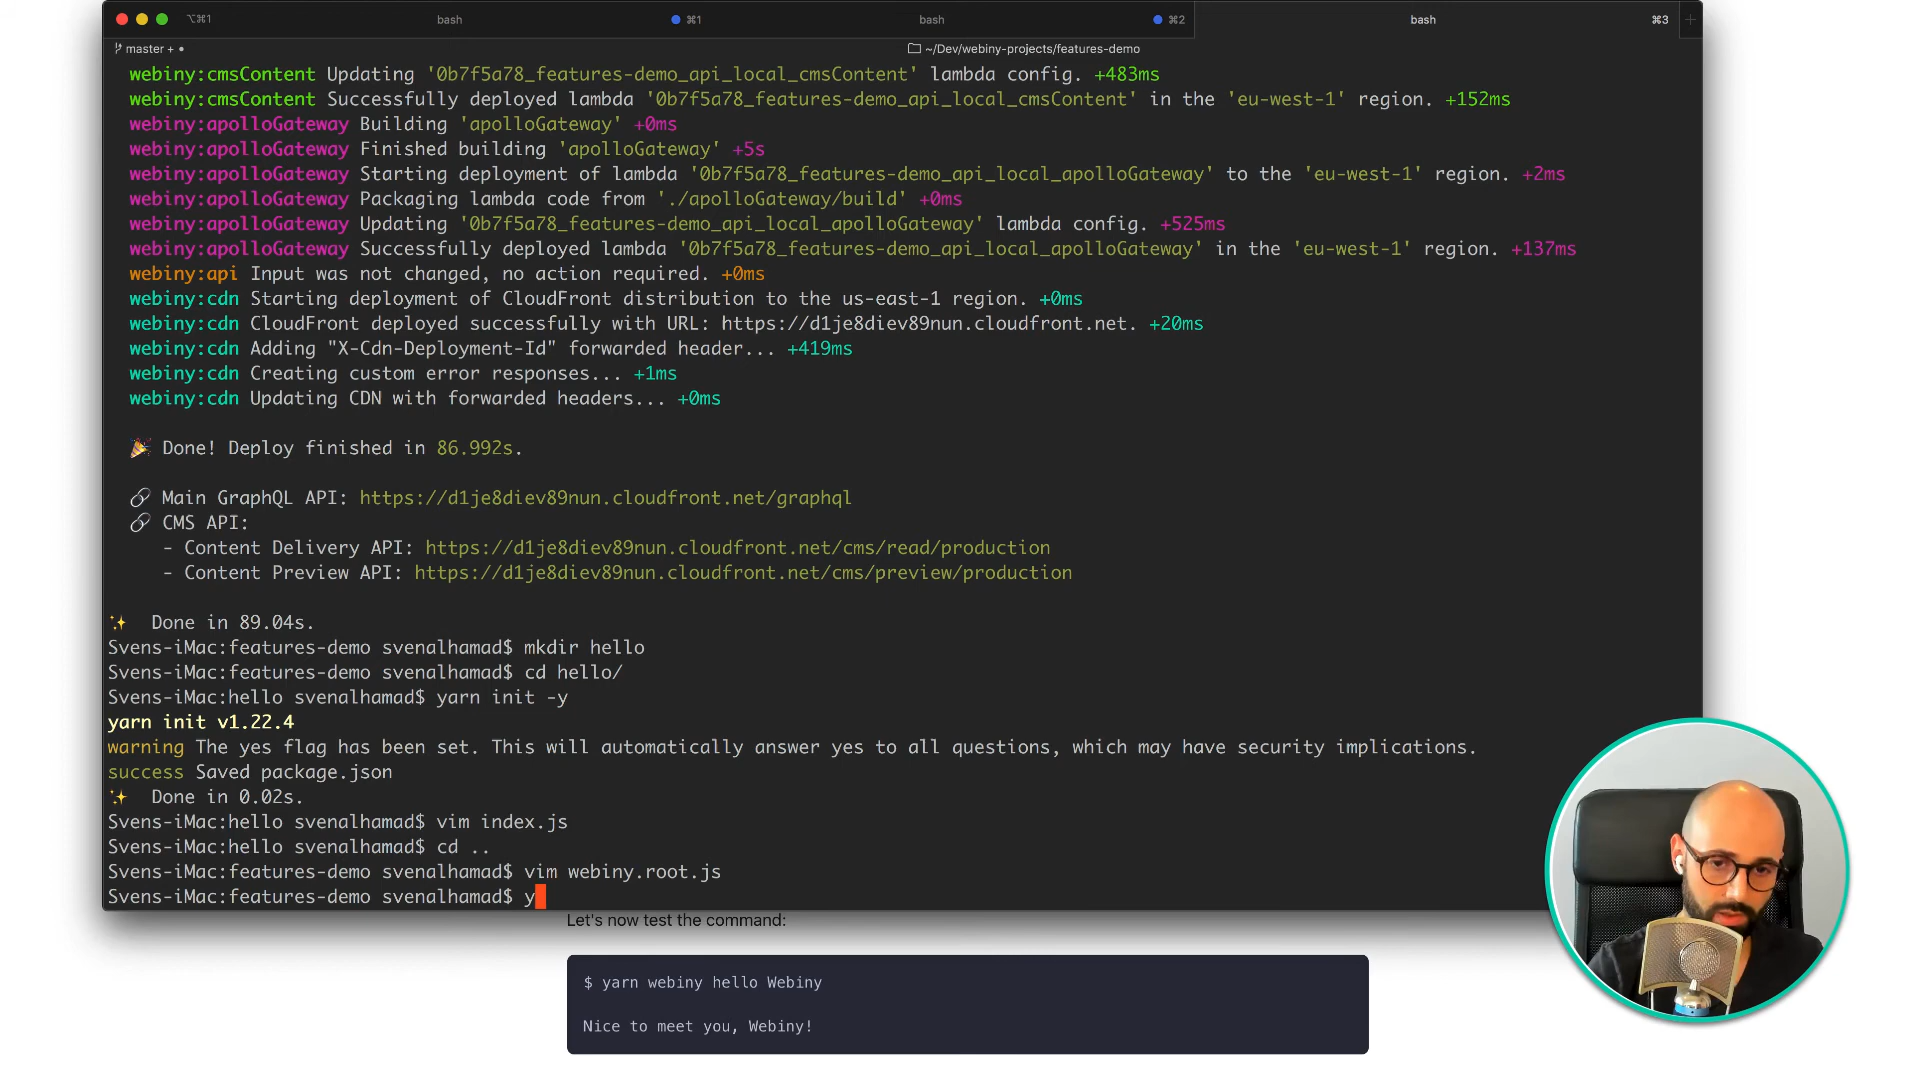 ⌥⌘1 bash ⌘1 bash ⌘2 bash ⌘3 +
master + • ~/Dev/webiny-projects/features-demo
webiny:cmsContent Updating '0b7f5a78_features-demo_api_local_cmsContent' lambda config. +483ms
webiny:cmsContent Successfully deployed lambda '0b7f5a78_features-demo_api_local_cmsContent' in the 'eu-west-1' region. +152ms
webiny:apolloGateway Building 'apolloGateway' +0ms
webiny:apolloGateway Finished building 'apolloGateway' +5s
webiny:apolloGateway Starting deployment of lambda '0b7f5a78_features-demo_api_local_apolloGateway' to the 'eu-west-1' region. +2ms
webiny:apolloGateway Packaging lambda code from './apolloGateway/build' +0ms
webiny:apolloGateway Updating '0b7f5a78_features-demo_api_local_apolloGateway' lambda config. +525ms
webiny:apolloGateway Successfully deployed lambda '0b7f5a78_features-demo_api_local_apolloGateway' in the 'eu-west-1' region. +137ms
webiny:api Input was not changed, no action required. +0ms
webiny:cdn Starting deployment of CloudFront distribution to the us-east-1 region. +0ms
webiny:cdn CloudFront deployed successfully with URL: https://d1je8diev89nun.cloudfront.net. +20ms
webiny:cdn Adding "X-Cdn-Deployment-Id" forwarded header... +419ms
webiny:cdn Creating custom error responses... +1ms
webiny:cdn Updating CDN with forwarded headers... +0ms
🎉 Done! Deploy finished in 86.992s.
🔗 Main GraphQL API: https://d1je8diev89nun.cloudfront.net/graphql
🔗 CMS API:
- Content Delivery API: https://d1je8diev89nun.cloudfront.net/cms/read/production
- Content Preview API: https://d1je8diev89nun.cloudfront.net/cms/preview/production
✨ Done in 89.04s.
Svens-iMac:features-demo svenalhamad$ mkdir hello
Svens-iMac:features-demo svenalhamad$ cd hello/
Svens-iMac:hello svenalhamad$ yarn init -y
yarn init v1.22.4
warning The yes flag has been set. This will automatically answer yes to all questions, which may have security implications.
success Saved package.json
✨ Done in 0.02s.
Svens-iMac:hello svenalhamad$ vim index.js
Svens-iMac:hello svenalhamad$ cd ..
Svens-iMac:features-demo svenalhamad$ vim webiny.root.js
Svens-iMac:features-demo svenalhamad$ y
Let's now test the command:
$ yarn webiny hello Webiny
Nice to meet you, Webiny!